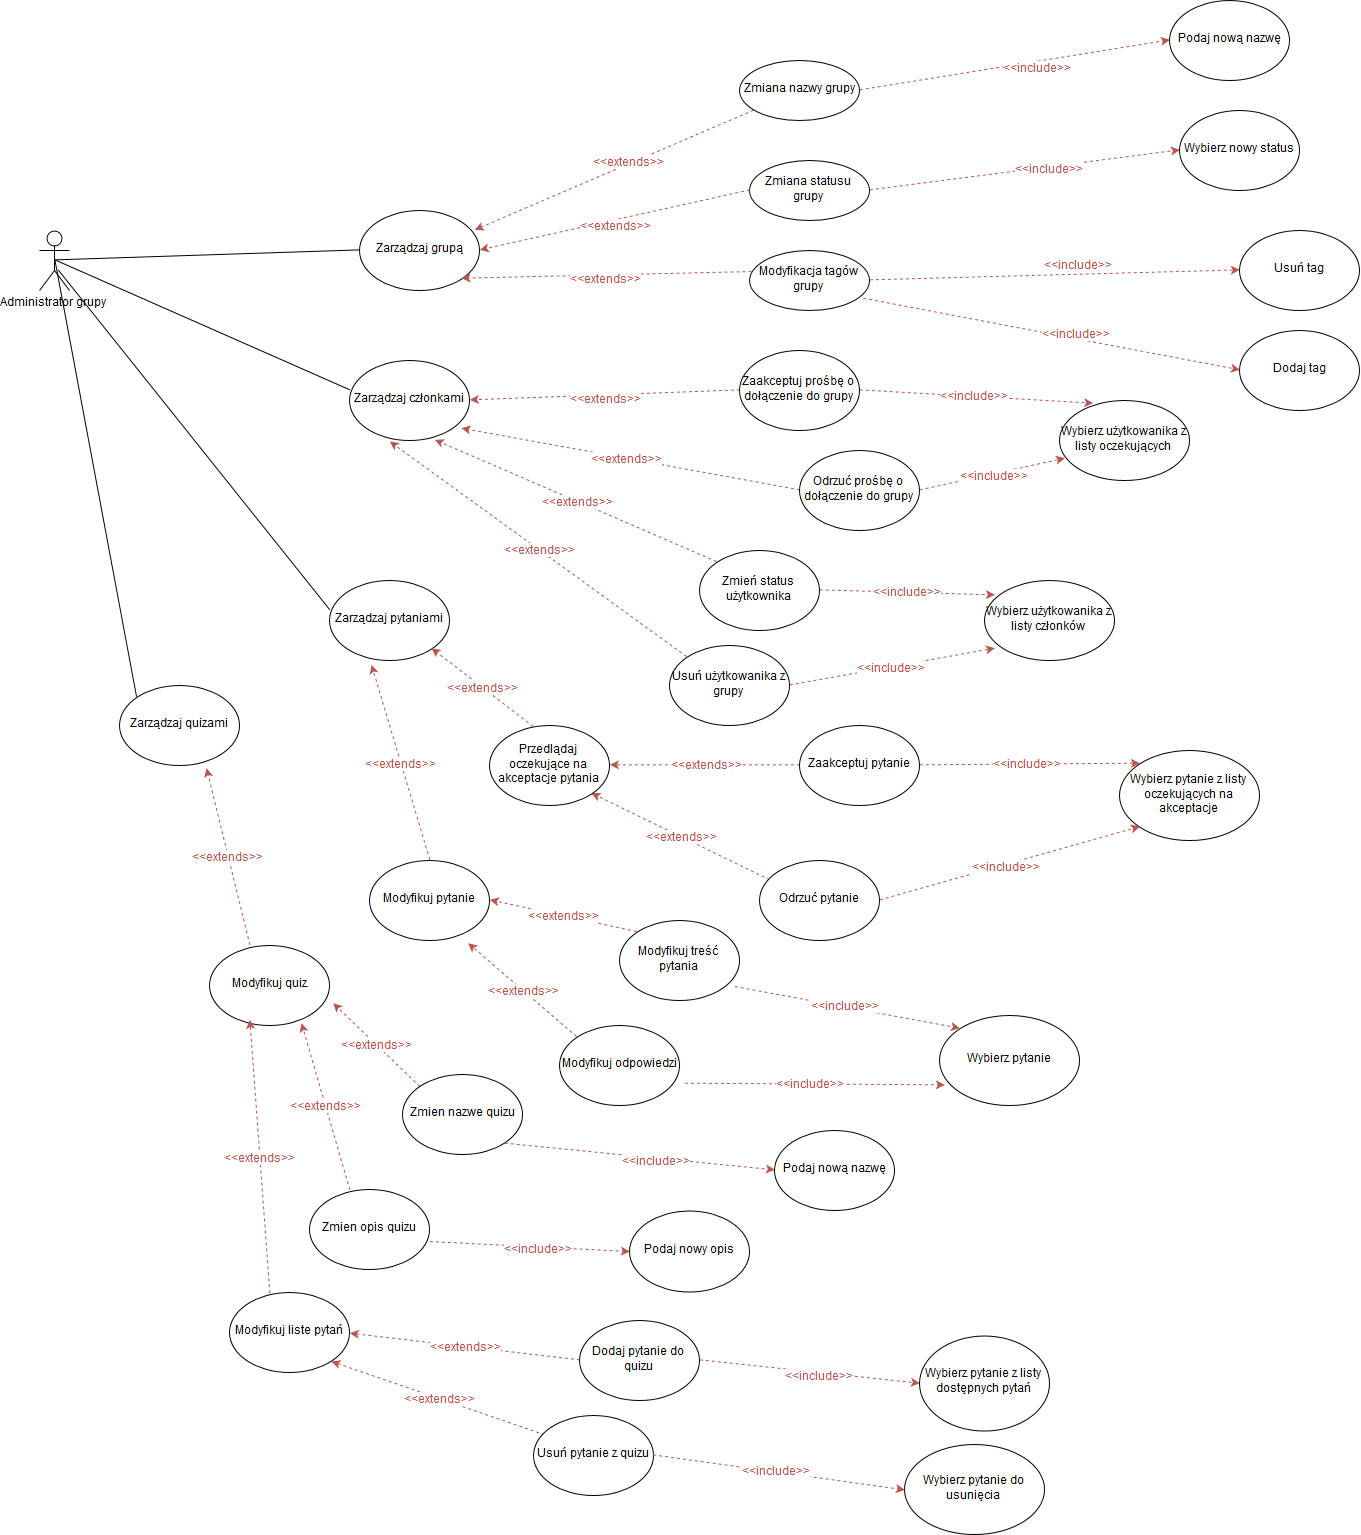 Podaj nową nazwę
<<include>>
Zmiana nazwy grupy
Wybierz nowy status
<<extends>>
<<include>>
Zmiana statusu
grupy
<<extends>>
Zarządzaj grupą
Administrator grupy
<<include>>
Usuń tag
Modyfikacja tagów
grupy
<<extends>>
<<include>>
Dodaj tag
Zaakceptuj prośbę o
dołączenie do grupy
<<include>>
Zarządzaj członkami
<<extends>>
Wybierz użytkowanika z
listy oczekujących
<<extends>>
<<include>>
Odrzuć prośbę o
dołączenie do grupy
<<extends>>
<<extends>>
Zmień status
użytkownika
<<include>>
Wybierz użytkowanika z
listy członków
Zarządzaj pytaniami
<<include>>
Usuń użytkowanika z
grupy
<<extends>>
Zarządzaj quizami
Przedlądaj
oczekujące na
akceptacje pytania
<<extends>>
<<extends>>
Zaakceptuj pytanie
<<include>>
Wybierz pytanie z listy
oczekujących na
akceptacje
<<extends>>
<<extends>>
<<include>>
Modyfikuj pytanie
Odrzuć pytanie
<<extends>>
Modyfikuj treść
pytania
Modyfikuj quiz
<<extends>>
<<include>>
<<extends>>
Modyfikuj odpowiedzi
Wybierz pytanie
<<include>>
<<extends>>
Zmien nazwe quizu
<<extends>>
<<include>>
Podaj nową nazwę
Zmien opis quizu
<<include>>
Podaj nowy opis
Modyfikuj liste pytań
<<extends>>
Dodaj pytanie do
quizu
<<include>>
Wybierz pytanie z listy
dostępnych pytań
<<extends>>
Usuń pytanie z quizu
<<include>>
Wybierz pytanie do
usunięcia